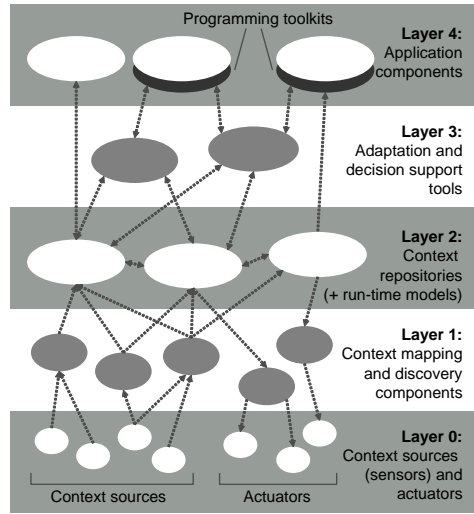 Programming toolkits
Layer 4:
Application
components
Layer 3:
Adaptation and
decision support
tools
Layer 2:
Context
repositories
(+ run-time models)
Layer 1:
Context mapping
and discovery
components
Layer 0:
Context sources
(sensors) and
actuators
Context sources
Actuators